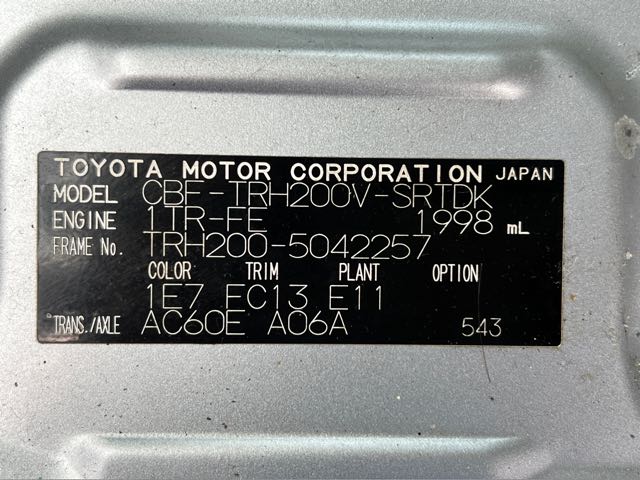 TOYOTA MOTOR CORPORATION JAPAN
MODEL CBF-TRH200V-SRTDK
ENGINE 1TR-FE 1998 mL
FRAME No. TRH200-5042257
COLOR TRIM PLANT OPTION
1E7 FC13 E11
TRANS./AXLE AC60E A06A 543